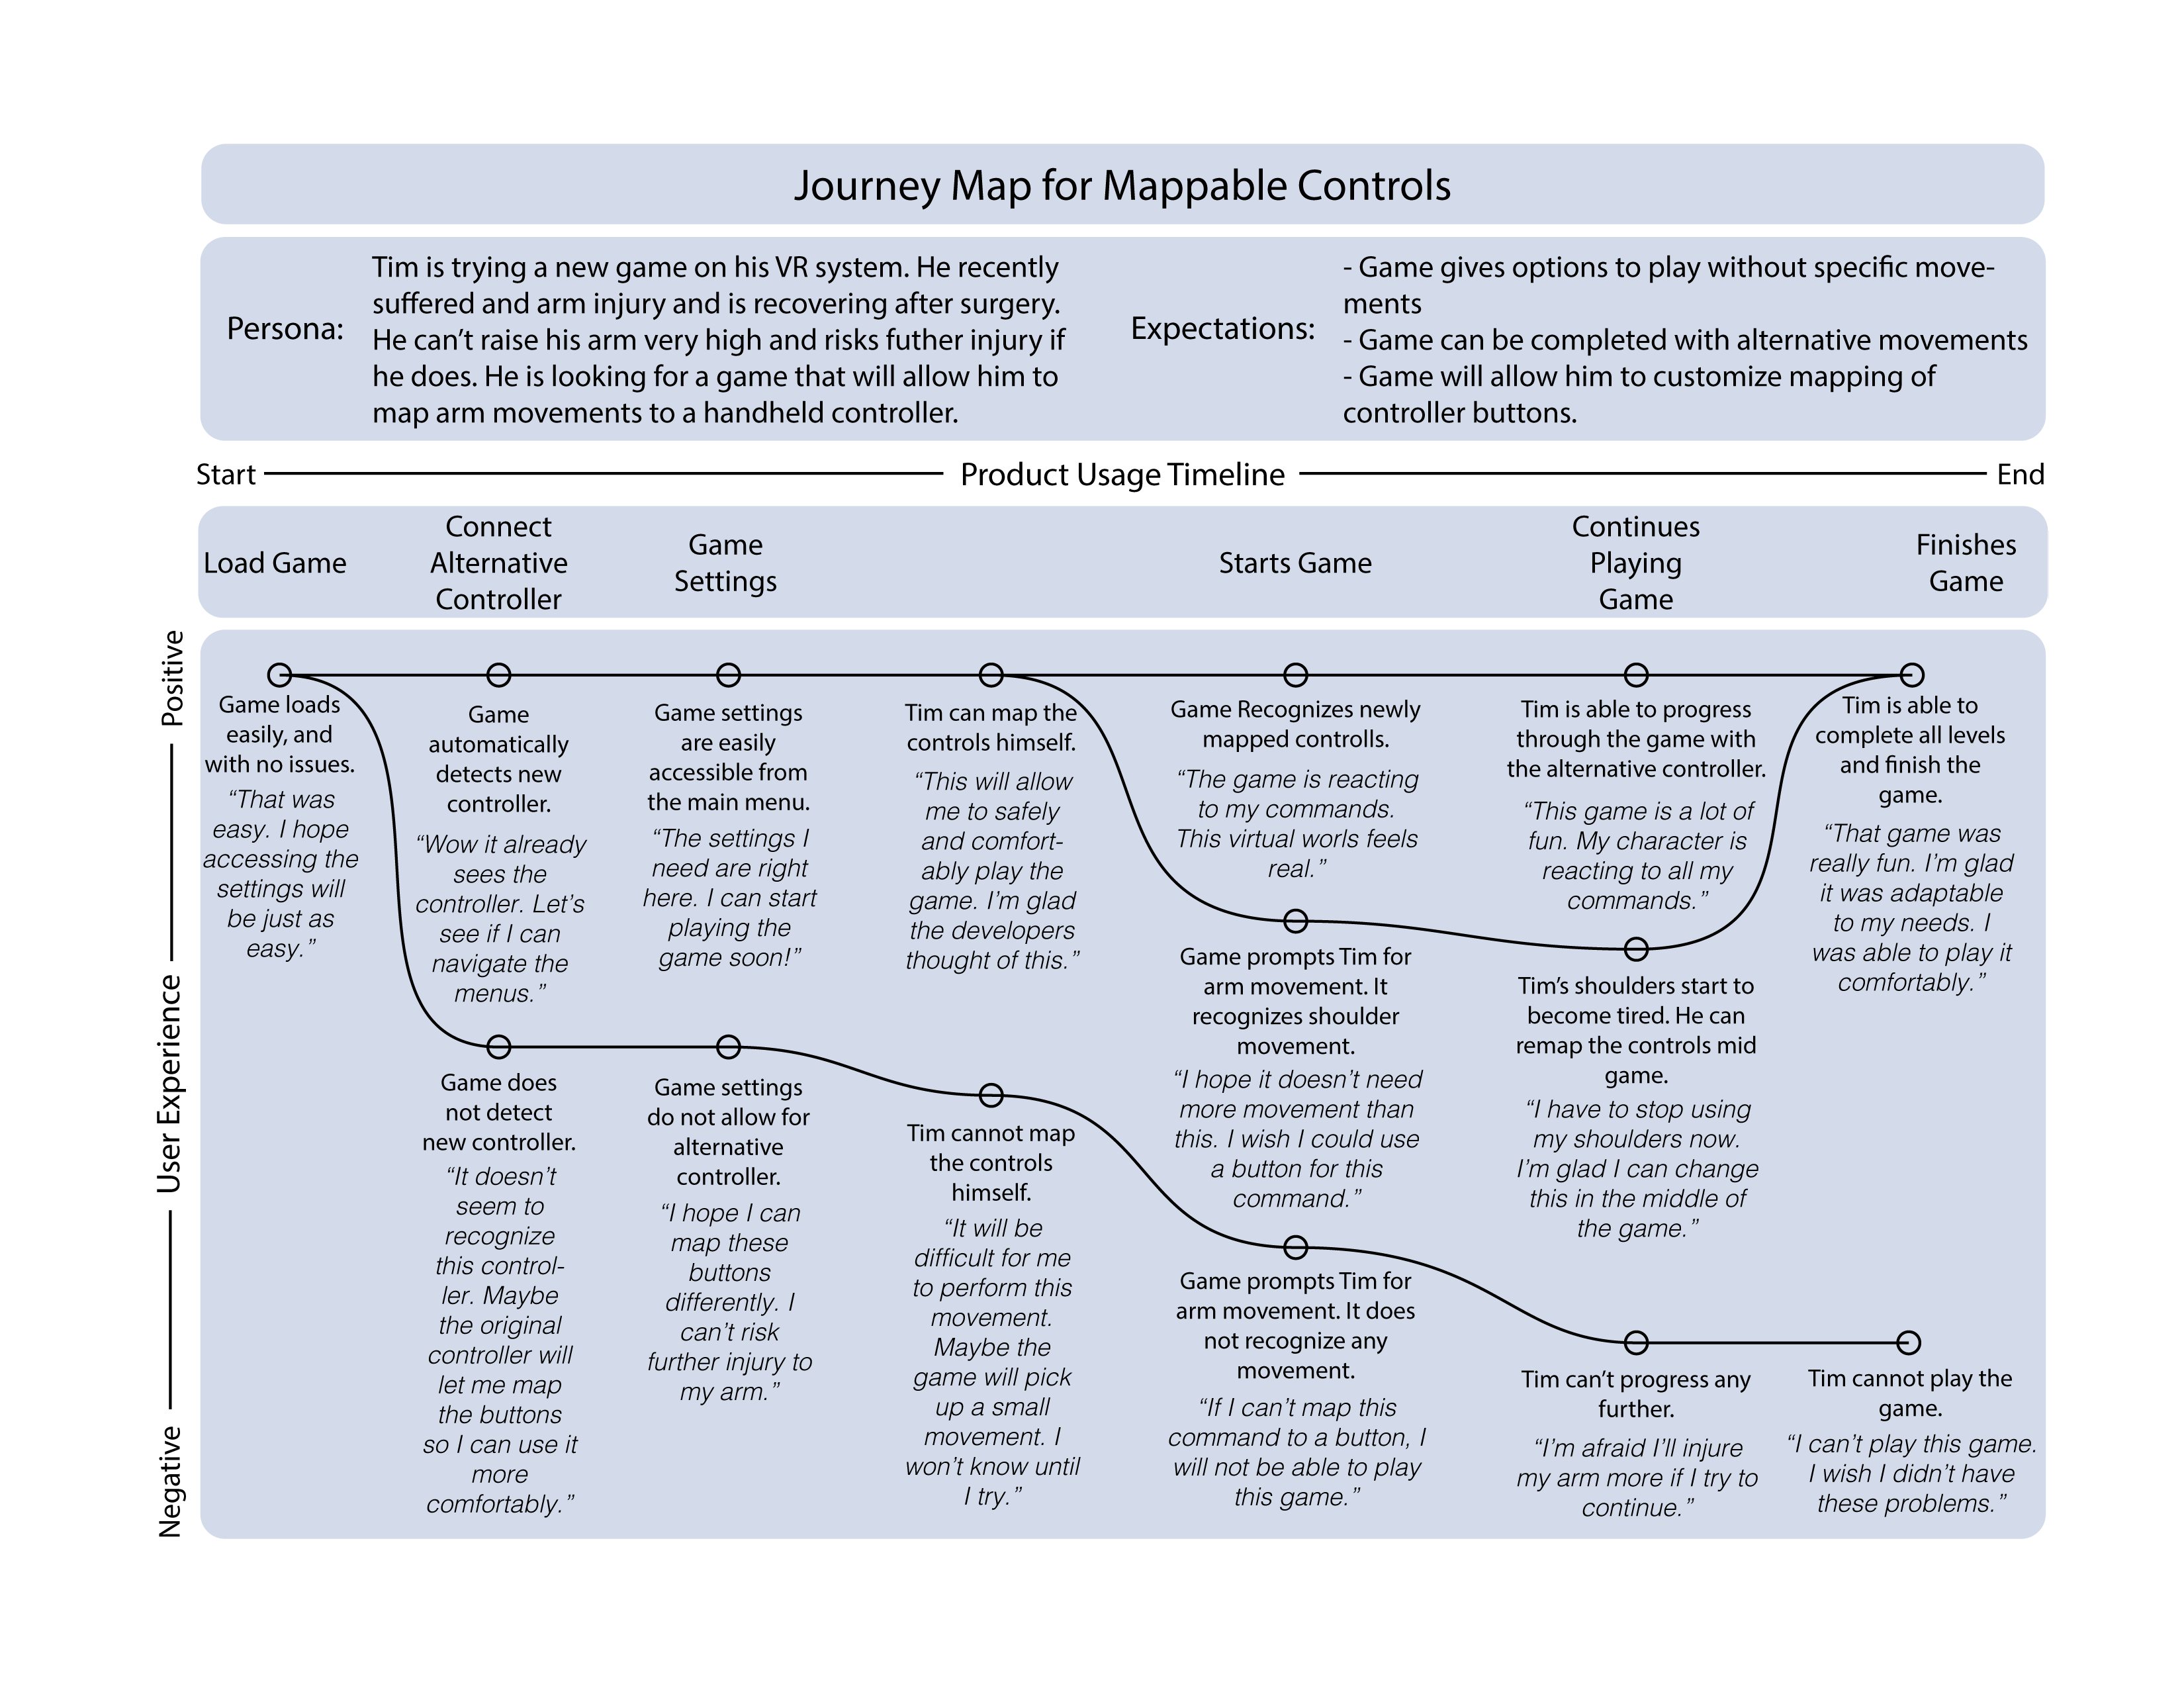 Journey Map for Mappable Controls
Persona:
Tim is trying a new game on his VR system. He recently
suffered and arm injury and is recovering after surgery.
He can't raise his arm very high and risks futher injury if
he does. He is looking for a game that will allow him to
map arm movements to a handheld controller.
Expectations:
- Game gives options to play without specific move-
ments
- Game can be completed with alternative movements
- Game will allow him to customize mapping of
controller buttons.
Start
Product Usage Timeline
End
Load Game
Connect
Alternative
Controller
Game
Settings
Starts Game
Continues
Playing
Game
Finishes
Game
Positive
User Experience
Negative
Game loads
easily, and
with no issues.
“That was
easy. I hope
accessing the
settings will
be just as
easy.”
Game
automatically
detects new
controller.
“Wow it already
sees the
controller. Let's
see if I can
navigate the
menus.”
Game settings
are easily
accessible from
the main menu.
“The settings I
need are right
here. I can start
playing the
game soon!”
Tim can map the
controls himself.
“This will allow
me to safely
and comfort-
ably play the
game. I'm glad
the developers
thought of this.”
Game Recognizes newly
mapped controlls.
“The game is reacting
to my commands.
This virtual worls feels
real.”
Tim is able to progress
through the game with
the alternative controller.
“This game is a lot of
fun. My character is
reacting to all my
commands.”
Tim is able to
complete all levels
and finish the
game.
“That game was
really fun. I'm glad
it was adaptable
to my needs. I
was able to play it
comfortably.”
Game prompts Tim for
arm movement. It
recognizes shoulder
movement.
“I hope it doesn't need
more movement than
this. I wish I could use
a button for this
command.”
Tim's shoulders start to
become tired. He can
remap the controls mid
game.
“I have to stop using
my shoulders now.
I'm glad I can change
this in the middle of
the game.”
Game does
not detect
new controller.
“It doesn't
seem to
recognize
this control-
ler. Maybe
the original
controller will
let me map
the buttons
so I can use it
more
comfortably.”
Game settings
do not allow for
alternative
controller.
“I hope I can
map these
buttons
differently. I
can't risk
further injury to
my arm.”
Tim cannot map
the controls
himself.
“It will be
difficult for me
to perform this
movement.
Maybe the
game will pick
up a small
movement. I
won't know until
I try.”
Game prompts Tim for
arm movement. It does
not recognize any
movement.
“If I can't map this
command to a button, I
will not be able to play
this game.”
Tim can't progress any
further.
“I'm afraid I'll injure
my arm more if I try to
continue.”
Tim cannot play the
game.
“I can't play this game.
I wish I didn't have
these problems.”